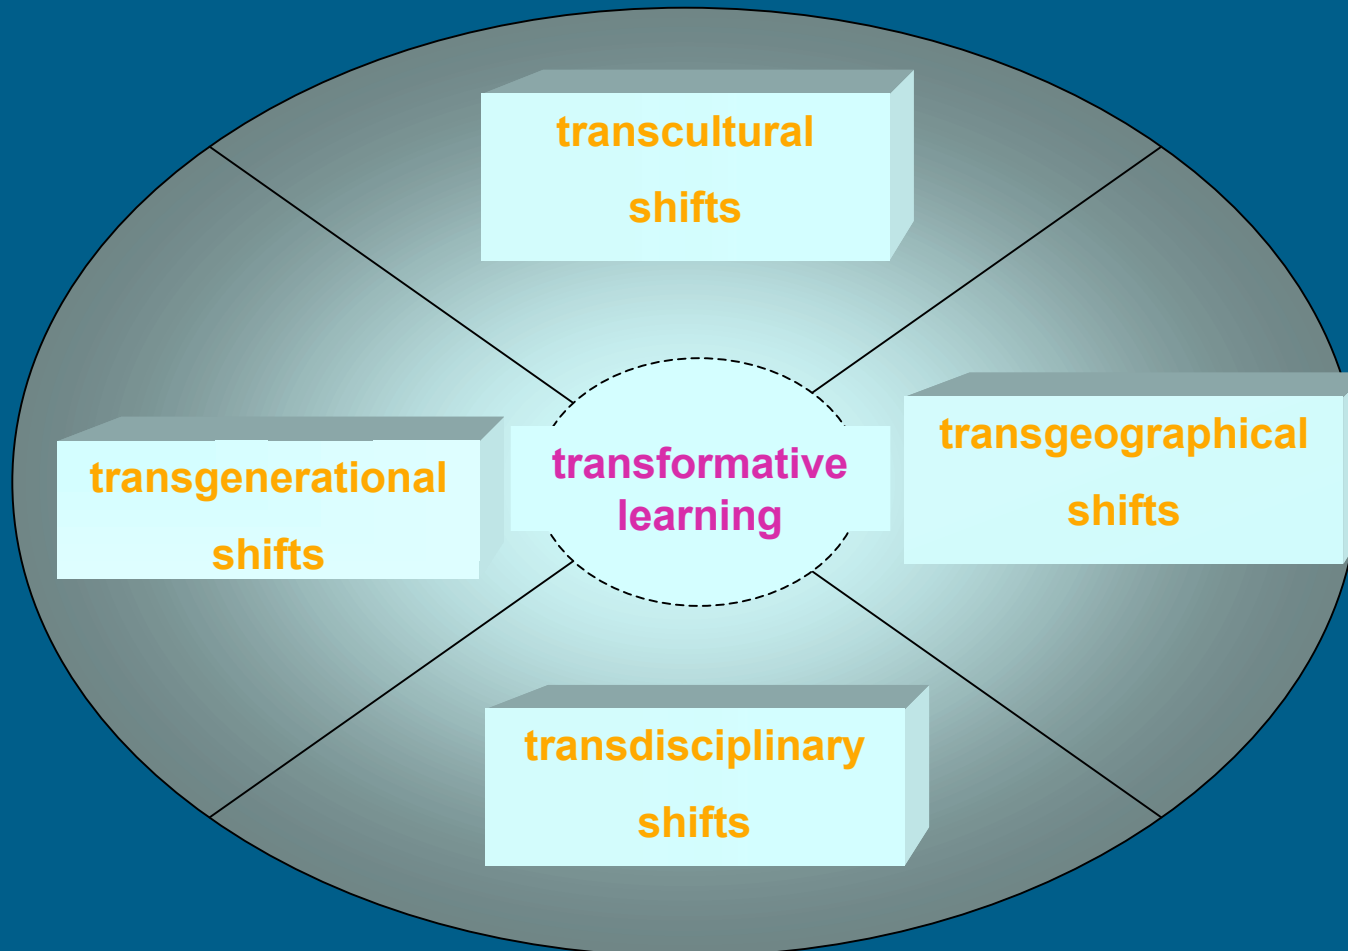 transcultural
shifts
transgenerational
shifts
transformative
learning
transgeographical
shifts
transdisciplinary
shifts